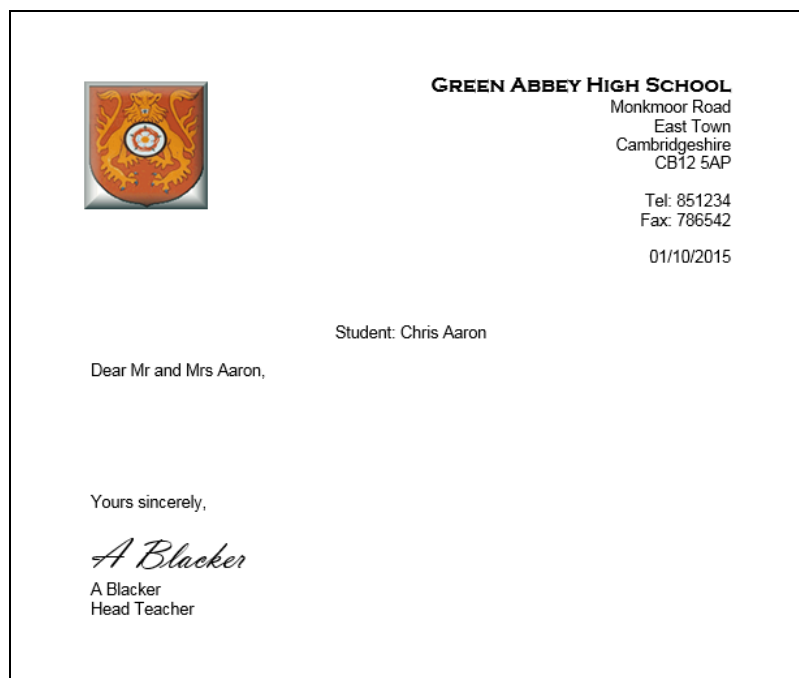 GREEN ABBEY HIGH SCHOOL
Monkmoor Road
East Town
Cambridgeshire
CB12 5AP
Tel: 851234
Fax: 786542
01/10/2015
Student: Chris Aaron
Dear Mr and Mrs Aaron,
Yours sincerely,
A Blacker
A Blacker
Head Teacher